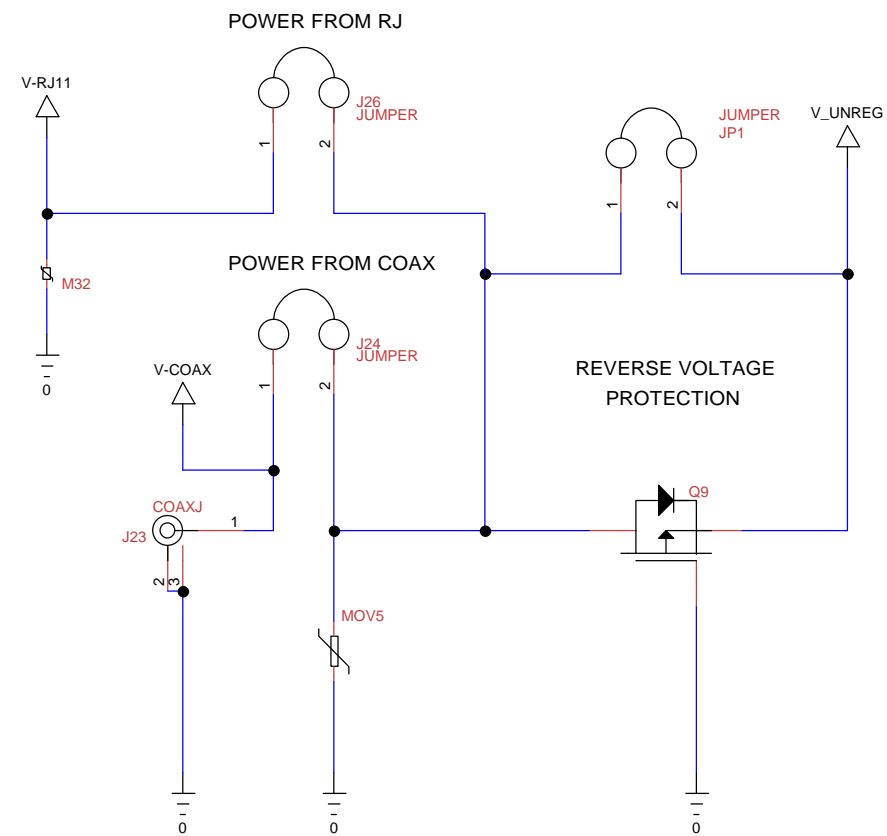 POWER FROM RJ
V-RJ11
J26
JUMPER
1
2
JUMPER
JP1
V_UNREG
1
2
M32
0
POWER FROM COAX
J24
JUMPER
1
2
V-COAX
REVERSE VOLTAGE
PROTECTION
COAXJ
J23
1
2
3
Q9
MOV5
0
0
0